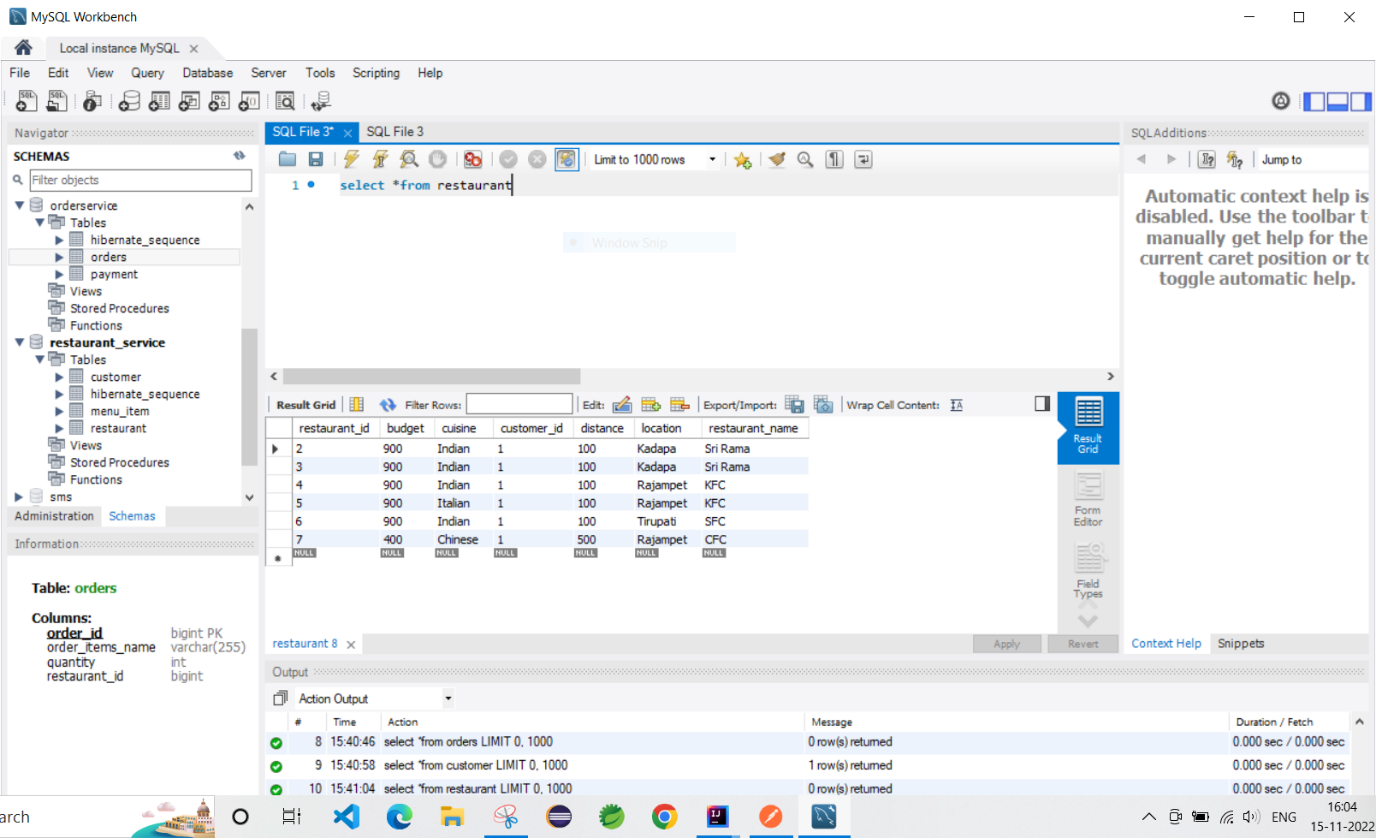 MySQL Workbench
Local instance MySQL
File Edit View Query Database Server Tools Scripting Help
Navigator
SCHEMAS
Filter objects
orderservice
Tables
hibernate_sequence
orders
payment
Views
Stored Procedures
Functions
restaurant_service
Tables
customer
hibernate_sequence
menu_item
restaurant
Views
Stored Procedures
Functions
sms
Administration Schemas
Information
Table: orders
Columns:
order_id bigint PK
order_items_name varchar(255)
quantity int
restaurant_id bigint
SQL File 3* SQL File 3
Limit to 1000 rows
1 select *from restaurant
Window Snip
Result Grid Filter Rows: Edit: Export/Import: Wrap Cell Content: IA
restaurant_id budget cuisine customer_id distance location restaurant_name
2 900 Indian 1 100 Kadapa Sri Rama
3 900 Indian 1 100 Kadapa Sri Rama
4 900 Indian 1 100 Rajampet KFC
5 900 Italian 1 100 Rajampet KFC
6 900 Indian 1 100 Tirupati SFC
7 400 Chinese 1 500 Rajampet CFC
NULL NULL NULL NULL NULL NULL NULL
Result
Grid
Form
Editor
Field
Types
restaurant 8 Apply Revert
SQLAdditions
Jump to
Automatic context help is
disabled. Use the toolbar t
manually get help for the
current caret position or to
toggle automatic help.
Context Help Snippets
Output
Action Output
# Time Action Message Duration / Fetch
8 15:40:46 select *from orders LIMIT 0, 1000 0 row(s) returned 0.000 sec / 0.000 sec
9 15:40:58 select *from customer LIMIT 0, 1000 1 row(s) returned 0.000 sec / 0.000 sec
10 15:41:04 select *from restaurant LIMIT 0, 1000 0 row(s) returned 0.000 sec / 0.000 sec
arch
ENG
16:04
15-11-2022